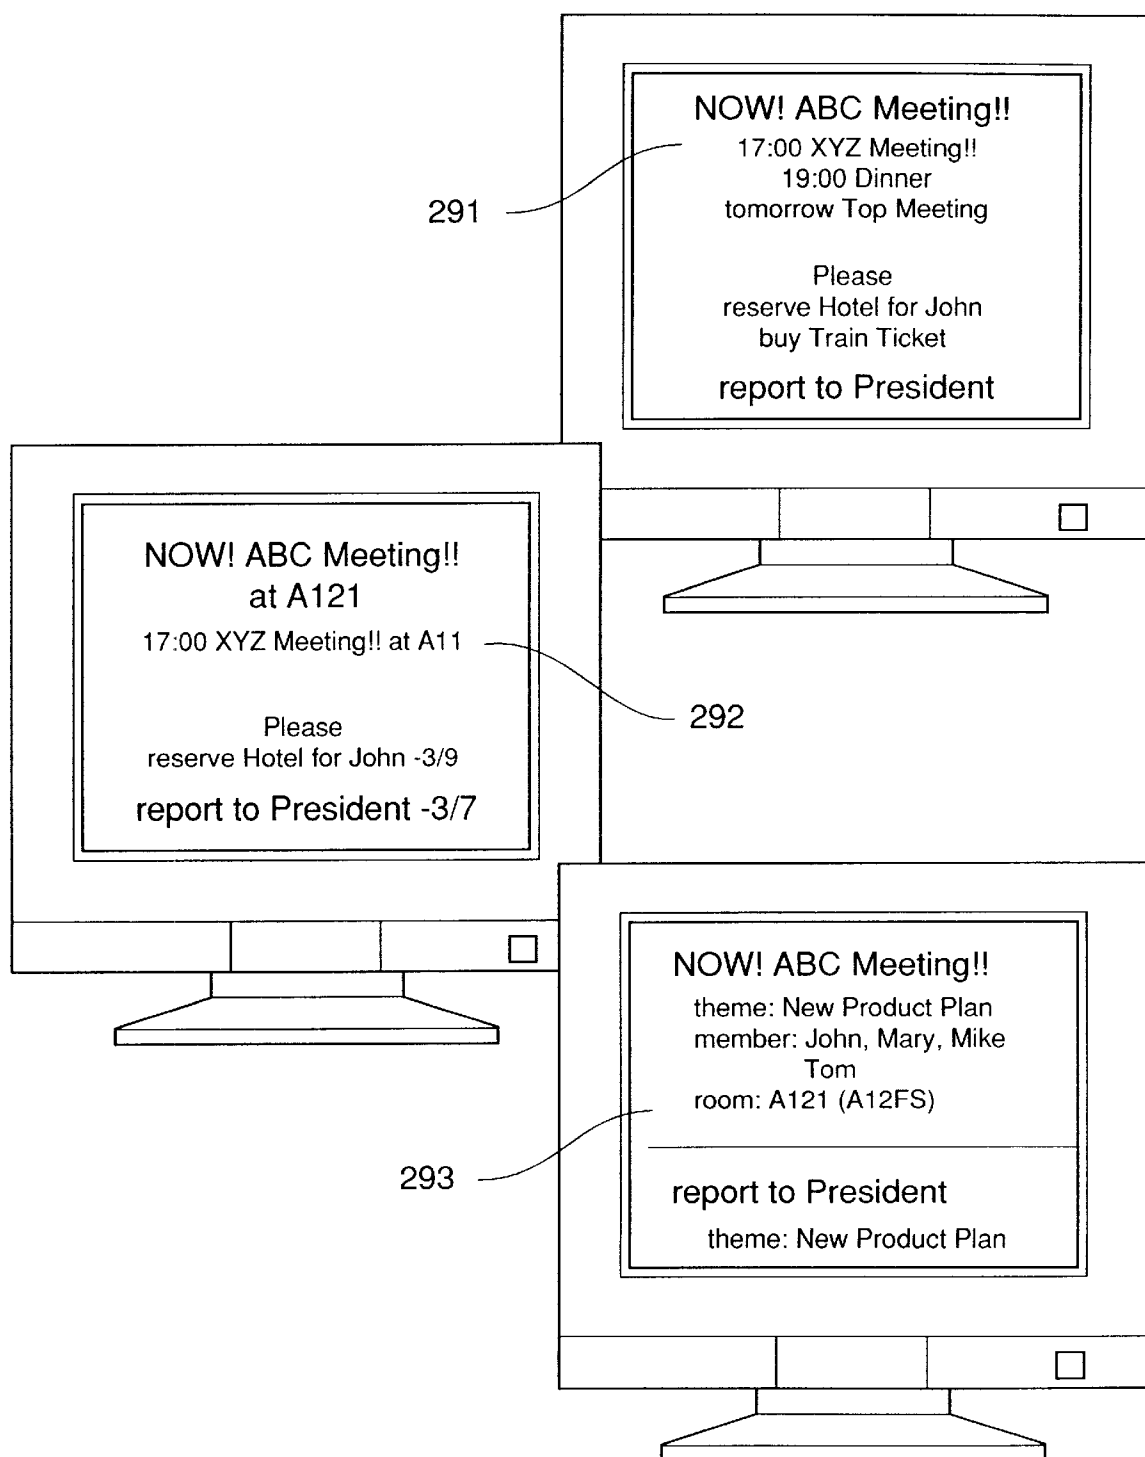 NOW! ABC Meeting!!
17:00 XYZ Meeting!!
19:00 Dinner
tomorrow Top Meeting
291
Please
reserve Hotel for John
buy Train Ticket
report to President
NOW! ABC Meeting!!
at A121
17:00 XYZ Meeting!! at A11
292
Please
reserve Hotel for John -3/9
report to President -3/7
NOW! ABC Meeting!!
theme: New Product Plan
member: John, Mary, Mike
Tom
room: A121 (A12FS)
293
report to President
theme: New Product Plan